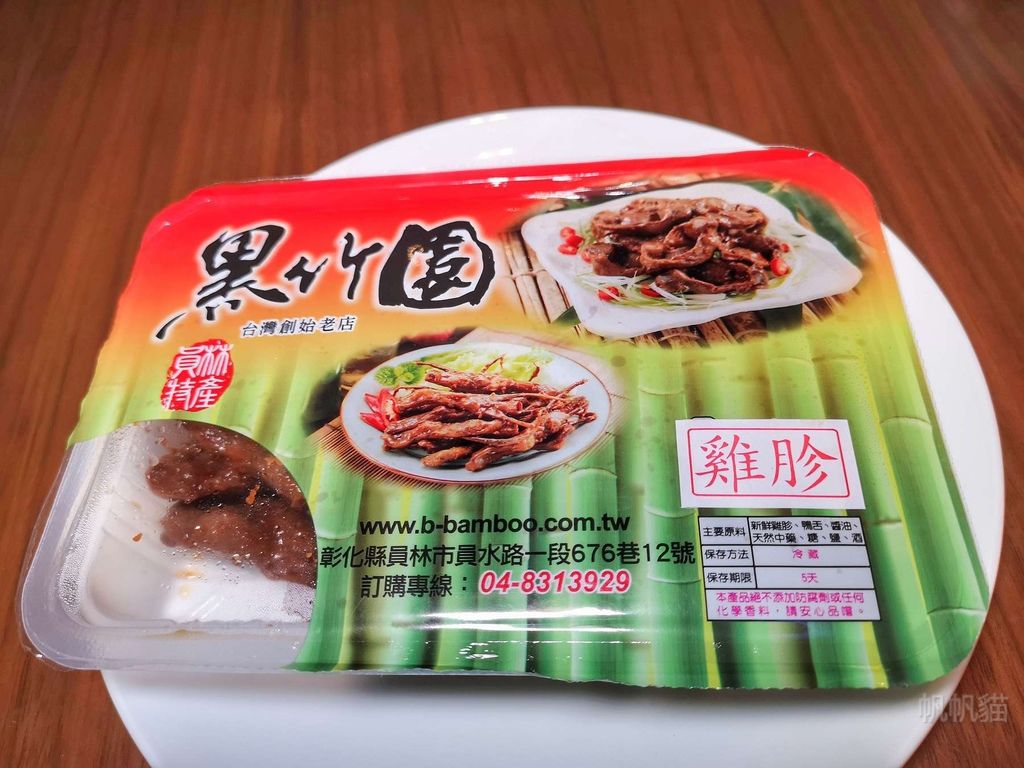 黑竹園
台灣創始老店
員林
特產
雞胗
www.b-bamboo.com.tw
彰化縣員林市員水路一段676巷12號
訂購專線：04-8313929
主要原料 新鮮雞胗、鴨舌、醬油、
天然中藥、糖、鹽、酒
保存方法 冷藏
保存期限 5天
本產品絕不添加防腐劑或任何
化學香料，請安心品嚐。
帆帆貓